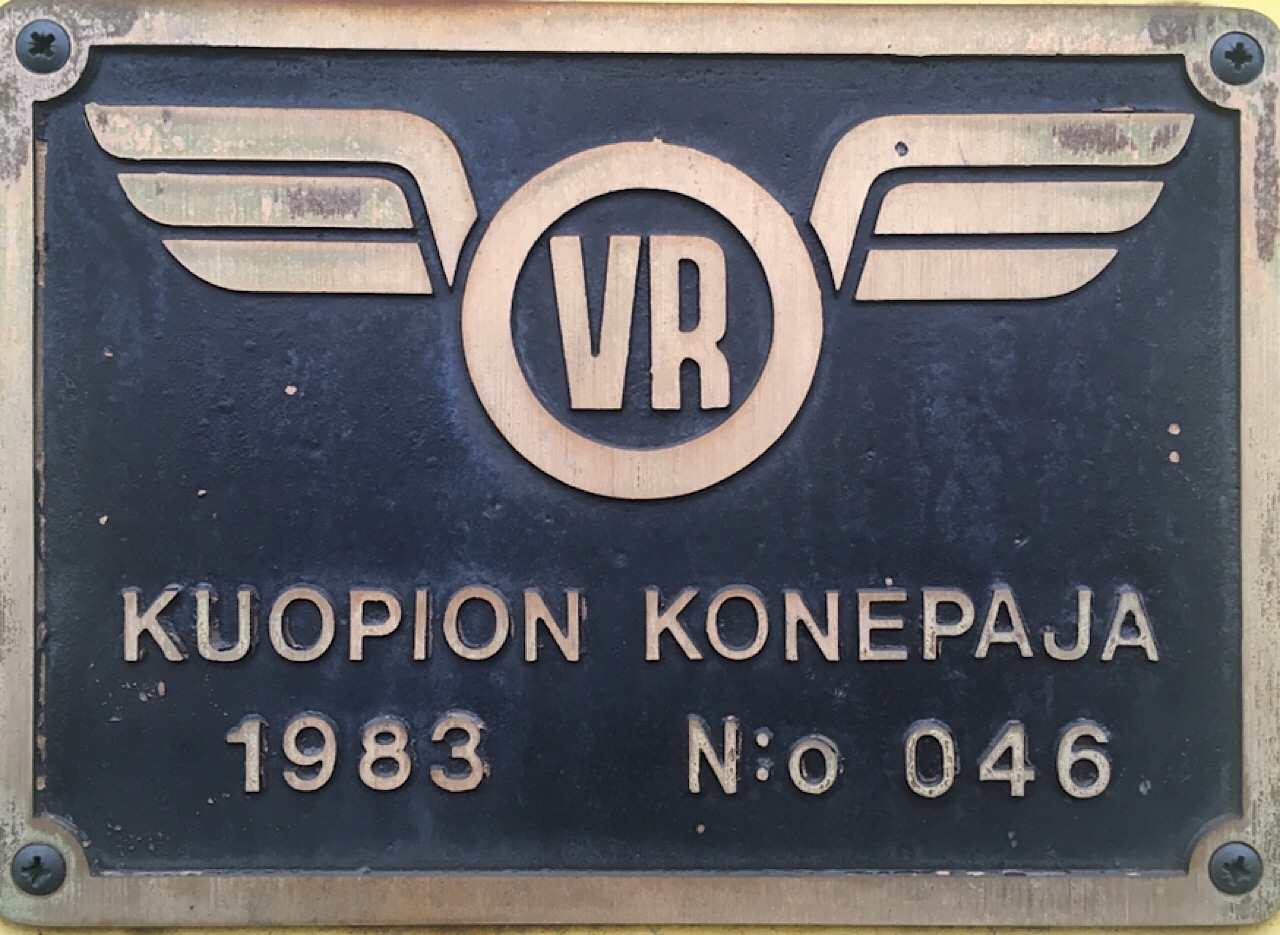 VR
KUOPION KONEPAJA
1983 N:o 046